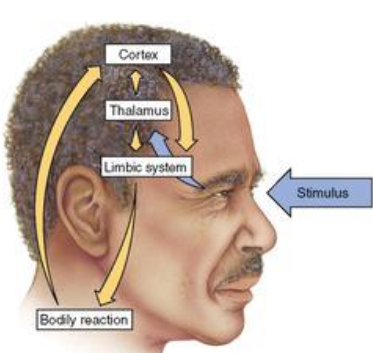 Cortex
Thalamus
Limbic system
Stimulus
Bodily reaction